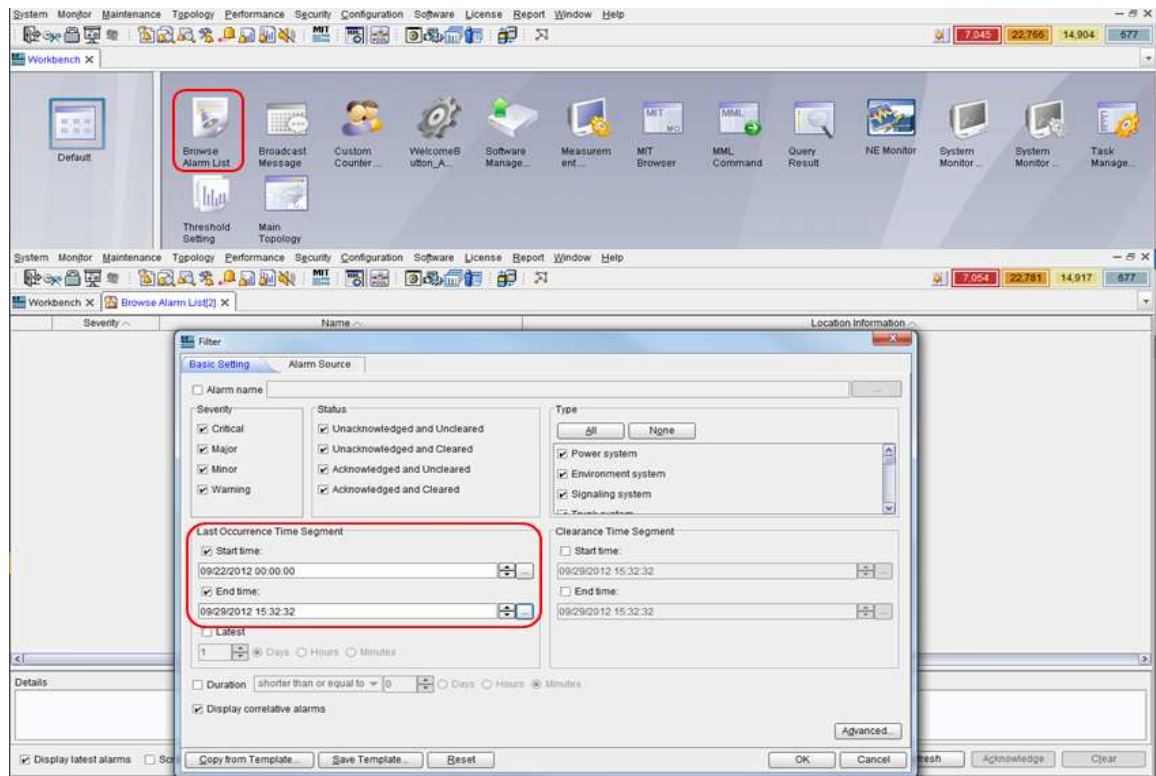 System Monitor Maintenance Topology Performance Security Configuration Software License Report Window Help
MIT 7,045 22,766 14,904 677
Workbench
Default
Browse Alarm List
Broadcast Message
Custom Counter ...
WelcomeB utton_A...
Software Manage...
Measurem ent ...
MIT MO
MIT Browser
MML
MML Command
Query Result
NE Monitor
System Monitor ...
System Monitor ...
Task Manage...
Threshold Setting
Main Topology
System Monitor Maintenance Topology Performance Security Configuration Software License Report Window Help
MIT 7,054 22,781 14,917 677
Workbench Browse Alarm List[2]
Severity Name Location Information
Filter
Basic Setting Alarm Source
Alarm name ...
Severity Status Type
Critical Unacknowledged and Uncleared All None
Major Unacknowledged and Cleared Power system
Minor Acknowledged and Uncleared Environment system
Warning Acknowledged and Cleared Signaling system
Trunk system
Last Occurrence Time Segment Clearance Time Segment
Start time: Start time:
09/22/2012 00:00:00 ... 09/29/2012 15:32:32 ...
End time: End time:
09/29/2012 15:32:32 ... 09/29/2012 15:32:32 ...
Latest
1 Days Hours Minutes
Details
Duration shorter than or equal to 0 Days Hours Minutes
Display correlative alarms
Advanced...
Display latest alarms Copy from Template... Save Template... Reset OK Cancel Acknowledge Clear